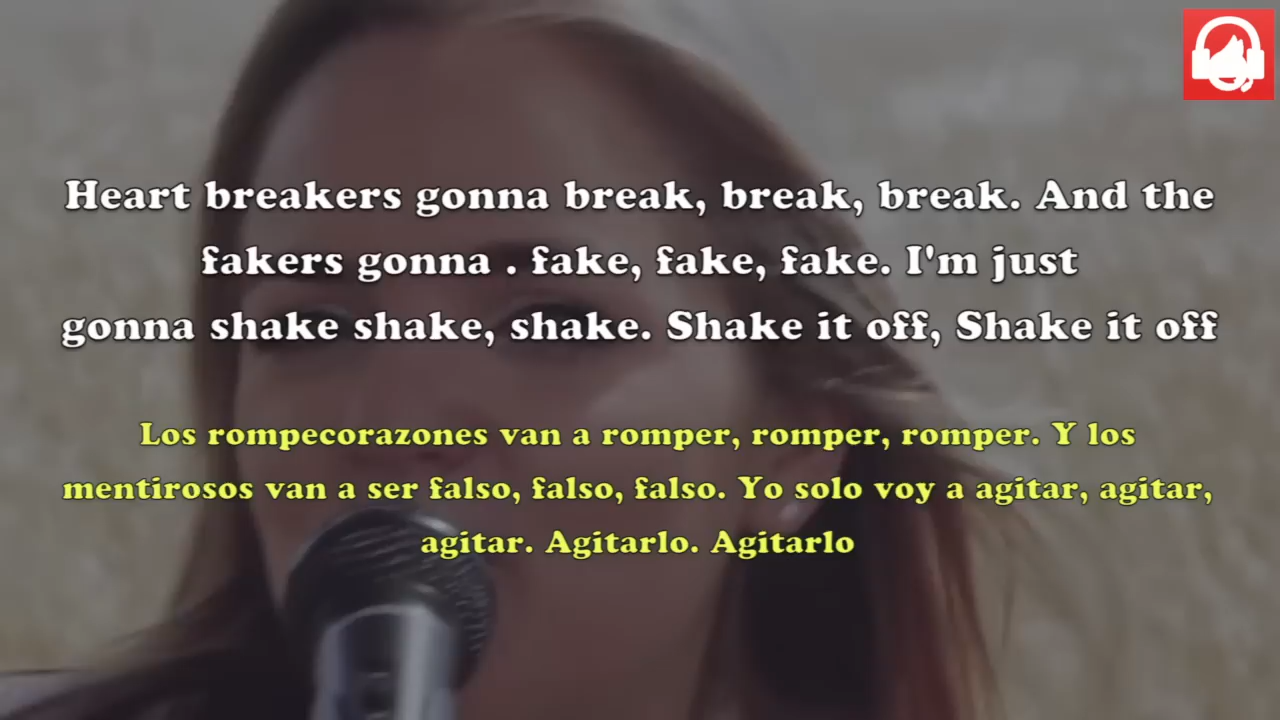 Heart breakers gonna break, break, break. And the
fakers gonna . fake, fake, fake. I'm just
gonna shake shake, shake. Shake it off, Shake it off
Los rompecorazones van a romper, romper, romper. Y los
mentirosos van a ser falso, falso, falso. Yo solo voy a agitar, agitar,
agitar. Agitarlo. Agitarlo